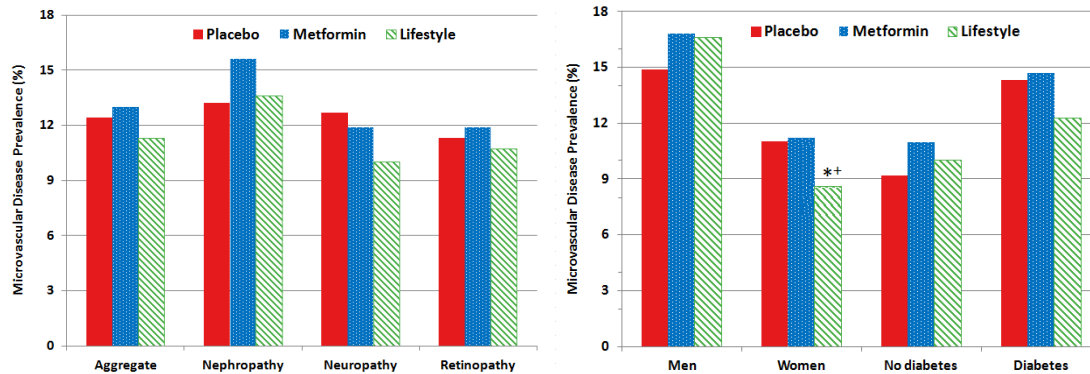 Microvascular Disease Prevalence (%)
18
15
12
9
6
3
0
Placebo Metformin Lifestyle
Aggregate Nephropathy Neuropathy Retinopathy
Microvascular Disease Prevalence (%)
18
15
12
9
6
3
0
Placebo Metformin Lifestyle
*+
Men Women No diabetes Diabetes